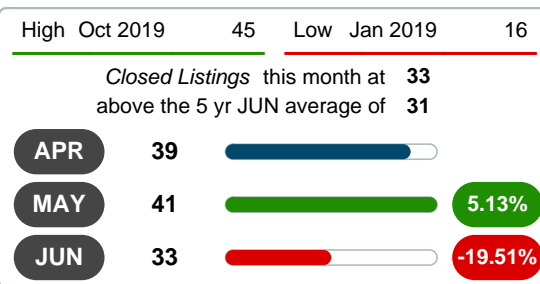 High Oct 2019 45 Low Jan 2019 16
Closed Listings this month at 33
above the 5 yr JUN average of 31
APR 39
MAY 41 5.13%
JUN 33 -19.51%